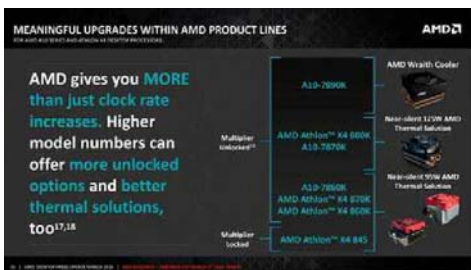 MEANINGFUL UPGRADES WITHIN AMD PRODUCT LINES
AMD
AMD gives you MORE
than just clock rate
increases. Higher
model numbers can
offer more unlocked
options and better
thermal solutions,
too17,18
Multiplier
Unlocked
Multiplier
Locked
A10-7890K
AMD Athlon™ X4 880K
A10-7870K
A10-7860K
AMD Athlon™ X4 870K
AMD Athlon™ X4 860K
AMD Athlon™ X4 845
AMD Wraith Cooler
Near-silent 125W AMD
Thermal Solution
Near-silent 95W AMD
Thermal Solution